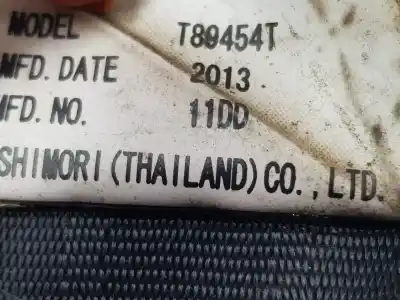 MODEL T89454T
MFD. DATE 2013
MFD. NO. 11DD
SHIMORI (THAILAND) CO., LTD.